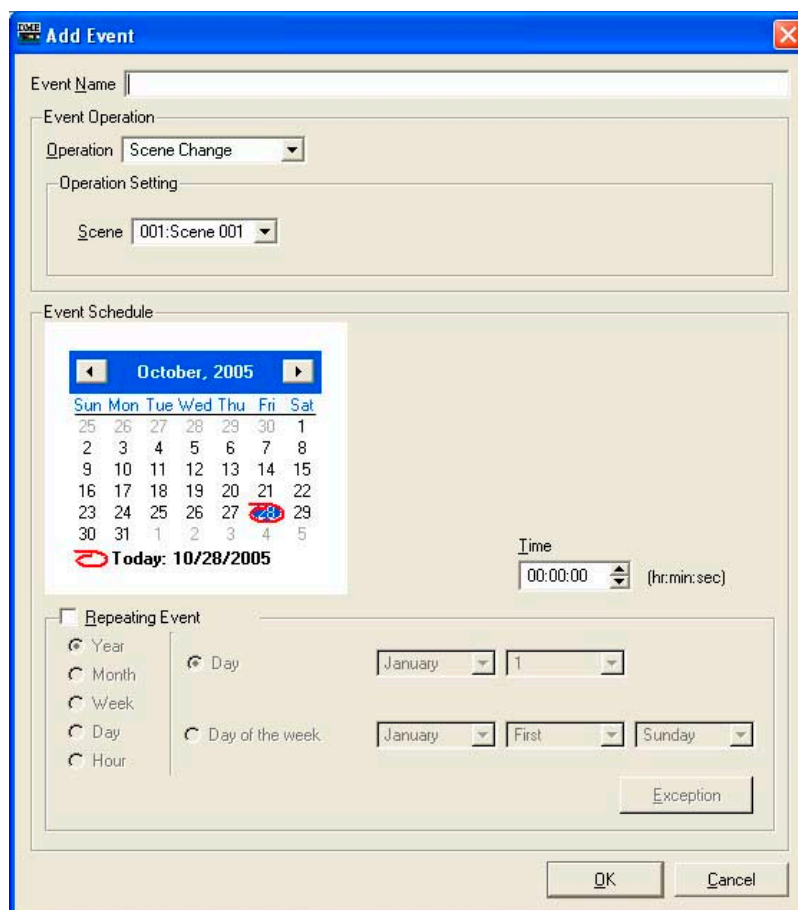 DME
Add Event
Event Name
Event Operation
Operation Scene Change
Operation Setting
Scene 001:Scene 001
Event Schedule
October, 2005
Sun Mon Tue Wed Thu Fri Sat
25 26 27 28 29 30 1
2 3 4 5 6 7 8
9 10 11 12 13 14 15
16 17 18 19 20 21 22
23 24 25 26 27 28 29
30 31 1 2 3 4 5
Today: 10/28/2005
Time
00:00:00 (hr:min:sec)
Repeating Event
Year
Month
Week
Day
Hour
Day January 1
Day of the week January First Sunday
Exception
OK Cancel